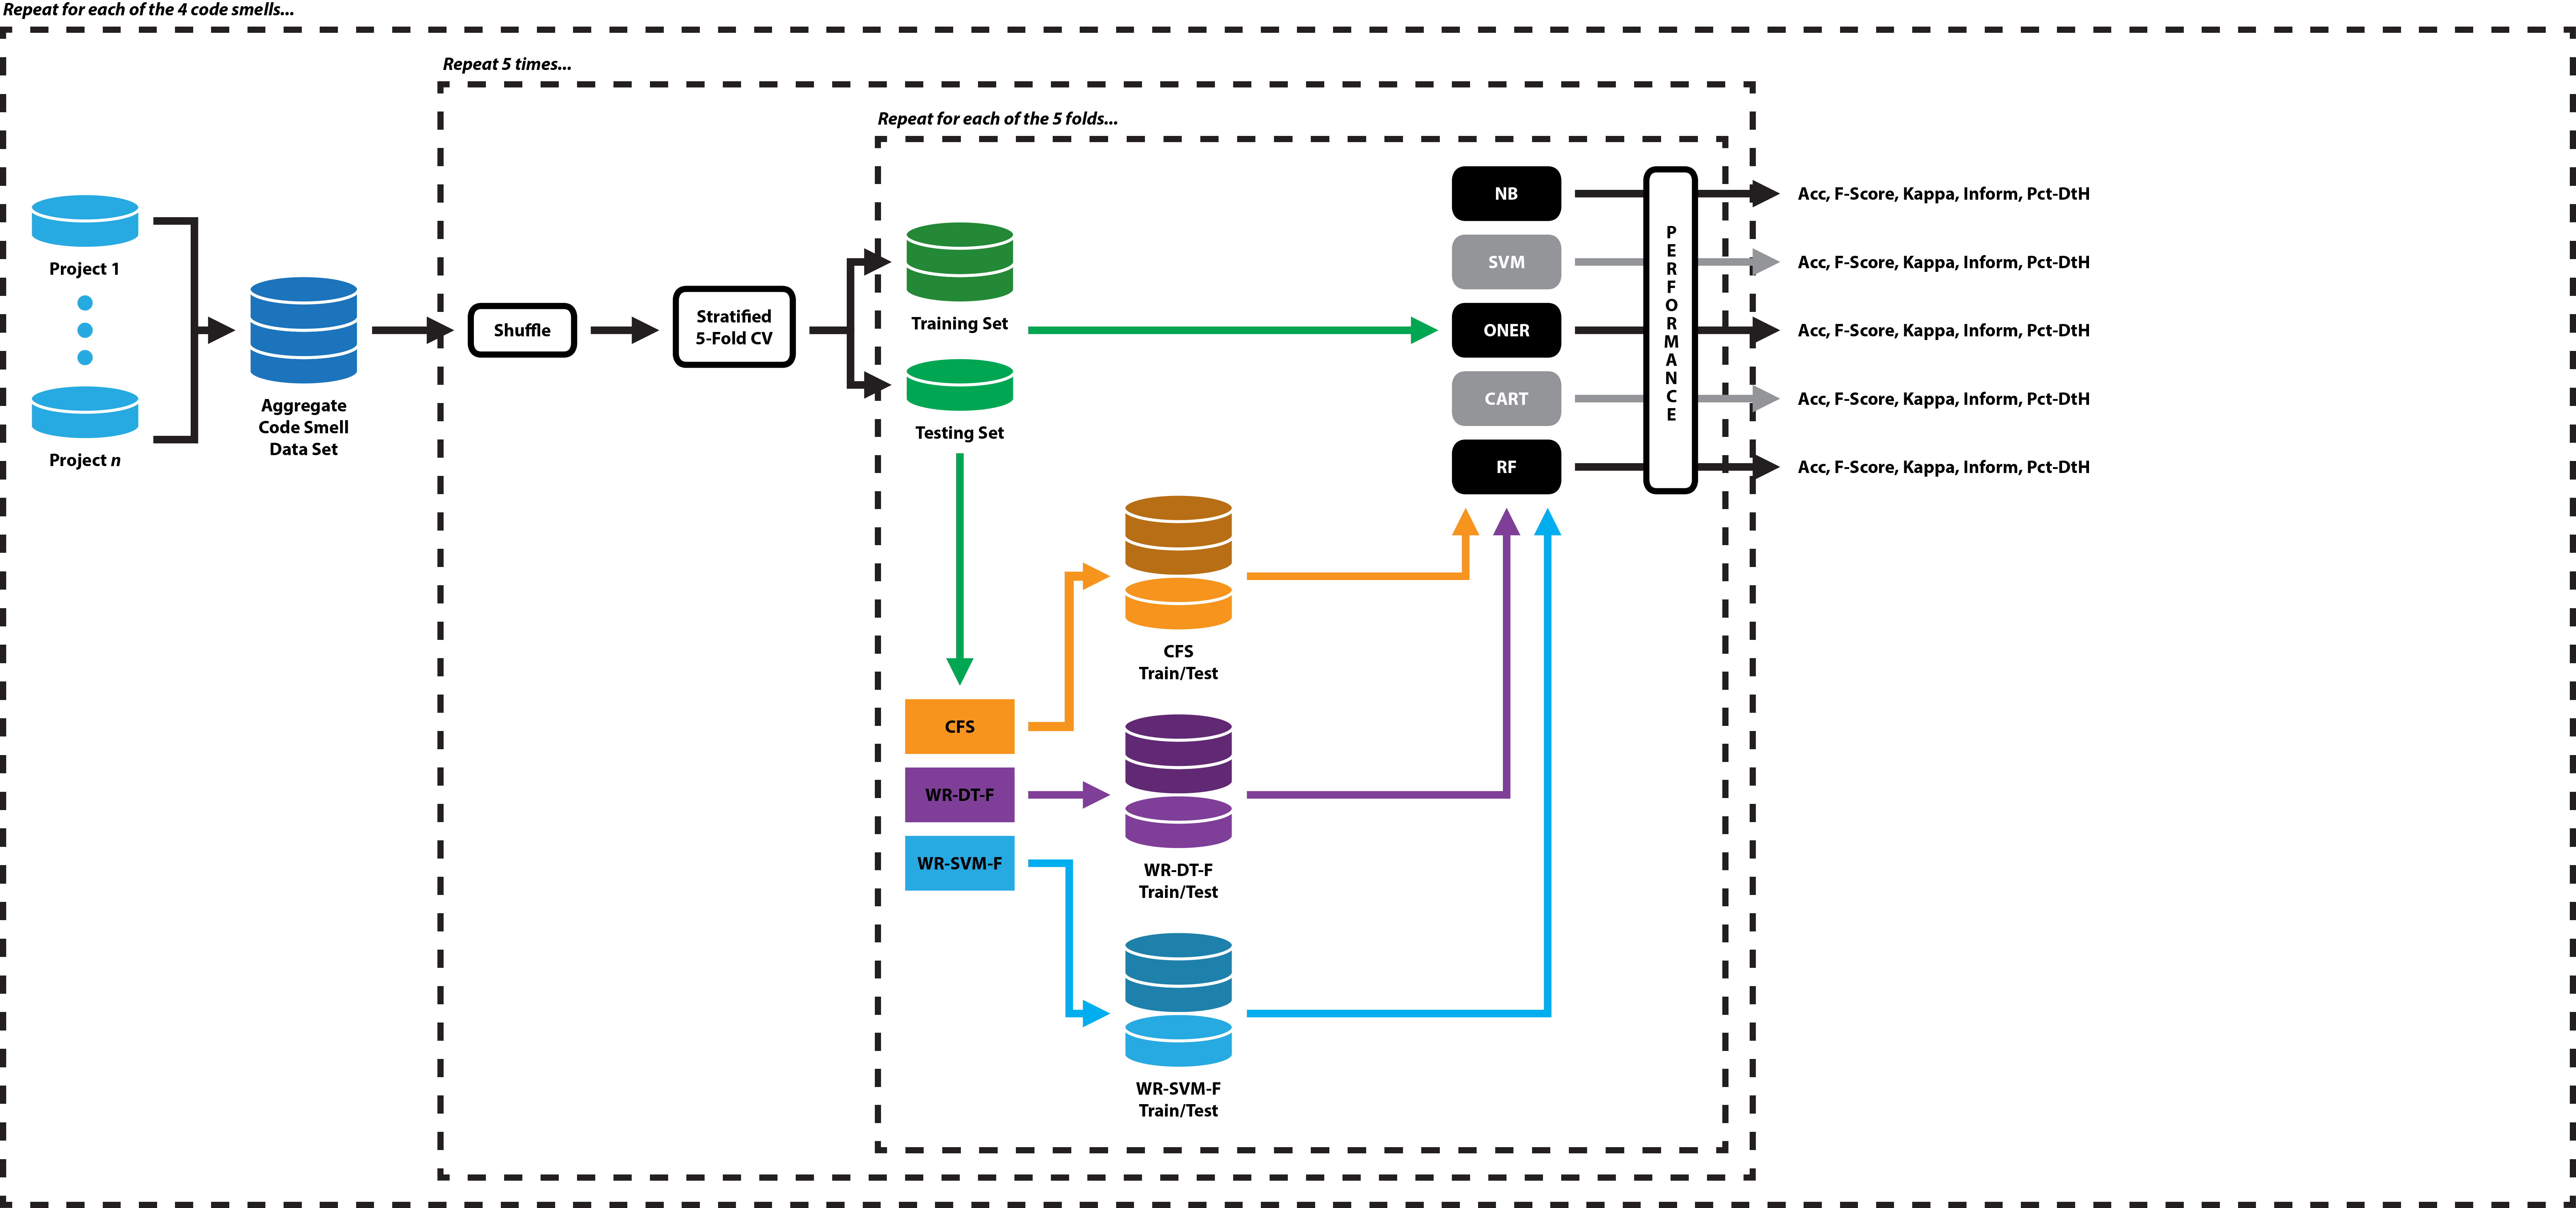 Repeat for each of the 4 code smells...
Repeat 5 times...
Repeat for each of the 5 folds...
Project 1
Project n
Aggregate
Code Smell
Data Set
Shuffle
Stratified
5-Fold CV
Training Set
Testing Set
NB
SVM
ONER
CART
RF
PERFORMANCE
Acc, F-Score, Kappa, Inform, Pct-DtH
Acc, F-Score, Kappa, Inform, Pct-DtH
Acc, F-Score, Kappa, Inform, Pct-DtH
Acc, F-Score, Kappa, Inform, Pct-DtH
Acc, F-Score, Kappa, Inform, Pct-DtH
CFS
WR-DT-F
WR-SVM-F
CFS
Train/Test
WR-DT-F
Train/Test
WR-SVM-F
Train/Test